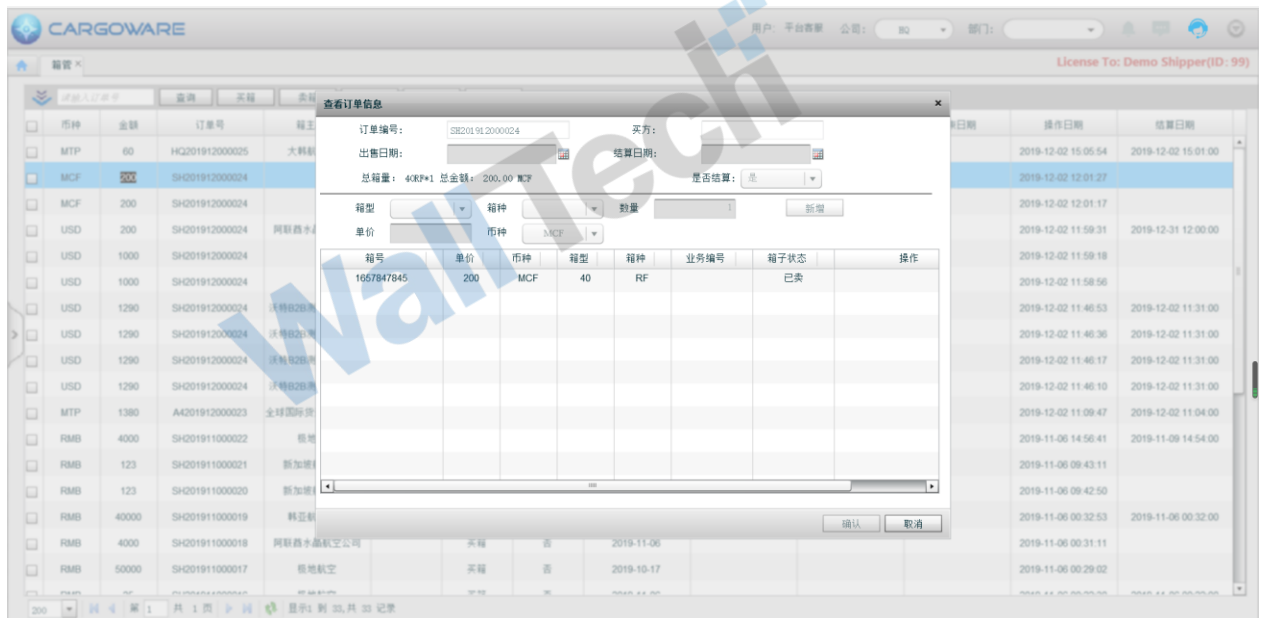 CARGOWARE 用户: 平台客服 公司: HQ 部门:
箱管 × License To: Demo Shipper(ID: 99)
请输入订单号 查询 买箱
币种 金额 订单号 操作日期 结算日期
MTP 60 HQ201912000025 2019-12-02 15:05:54 2019-12-02 15:01:00
MCF 200 SH201912000024 2019-12-02 12:01:27
MCF 200 SH201912000024 2019-12-02 12:01:17
USD 200 SH201912000024 2019-12-02 11:59:31 2019-12-31 12:00:00
USD 1000 SH201912000024 2019-12-02 11:59:18
USD 1000 SH201912000024 2019-12-02 11:58:56
USD 1290 SH201912000024 2019-12-02 11:46:53 2019-12-02 11:31:00
USD 1290 SH201912000024 2019-12-02 11:46:36 2019-12-02 11:31:00
USD 1290 SH201912000024 2019-12-02 11:46:17 2019-12-02 11:31:00
USD 1290 SH201912000024 2019-12-02 11:46:10 2019-12-02 11:31:00
MTP 1380 A4201912000023 2019-12-02 11:09:47 2019-12-02 11:04:00
RMB 4000 SH201911000022 2019-11-06 14:56:41 2019-11-09 14:54:00
RMB 123 SH201911000021 2019-11-06 09:43:11
RMB 123 SH201911000020 2019-11-06 09:42:50
RMB 40000 SH201911000019 2019-11-06 00:32:53 2019-11-06 00:32:00
RMB 4000 SH201911000018 阿联酋水晶航空公司 买箱 否 2019-11-06 2019-11-06 00:31:11
RMB 50000 SH201911000017 极地航空 买箱 否 2019-10-17 2019-11-06 00:29:02
200 第 1 共 1 页 显示1 到 33,共 33 记录
查看订单信息 ×
订单编号: SH201912000024 买方:
出售日期: 结算日期:
总箱量: 40RF*1 总金额: 200.00 MCF 是否结算: 是
箱型 箱种 数量 1 新增
单价 币种 MCF
箱号 单价 币种 箱型 箱种 业务编号 箱子状态 操作
1657847845 200 MCF 40 RF 已卖
确认 取消
WallTech